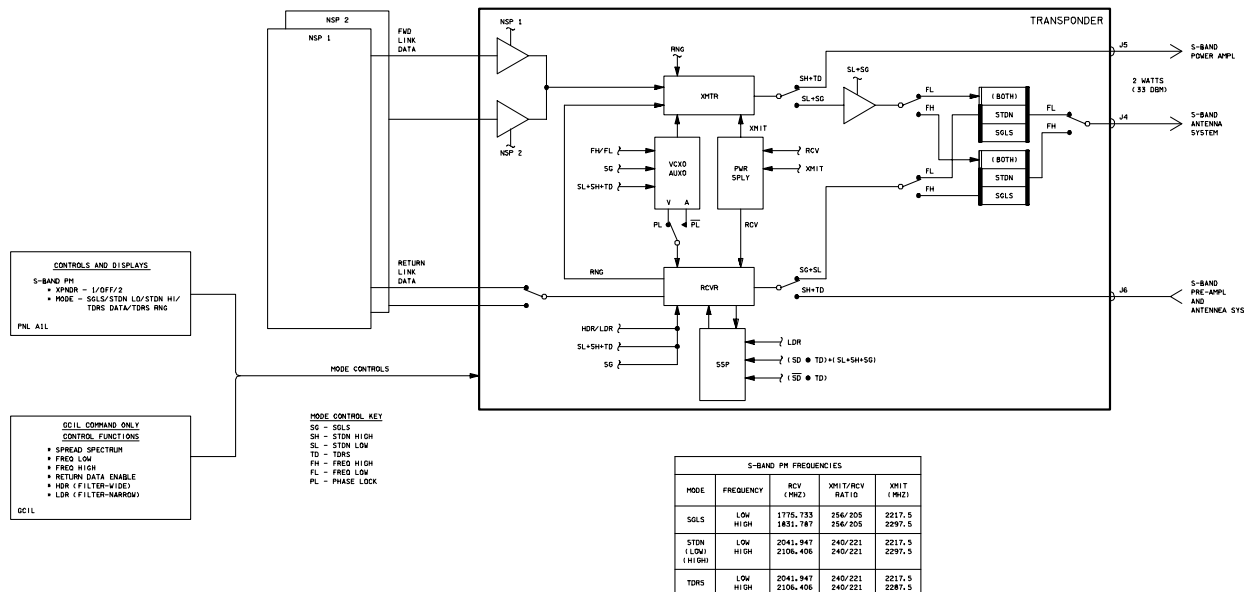 NSP 2
NSP 1
FWD
LINK
DATA
RETURN
LINK
DATA
TRANSPONDER
NSP 1
NSP 2
RNG
XMTR
SH+TD
SL+SG
SL+SG
FL
FH
(BOTH)
STDN
SGLS
(BOTH)
STDN
SGLS
FL
FH
J5
S-BAND
POWER AMPL
2 WATTS
(33 DBM)
J4
S-BAND
ANTENNA
SYSTEM
XMIT
FH/FL
SG
SL+SH+TD
VCXO
AUXO
V A
PWR
SPLY
RCV
XMIT
FL
FH
PL
PL
RCV
RNG
RCVR
SG+SL
SH+TD
J6
S-BAND
PRE-AMPL
AND
ANTENNEA SYS
HDR/LDR
SL+SH+TD
SG
SSP
LDR
(SD • TD)+(SL+SH+SG)
(SD • TD)
CONTROLS AND DISPLAYS
S-BAND PM
* XPNDR - 1/OFF/2
* MODE - SGLS/STDN LO/STDN HI/
TDRS DATA/TDRS RNG
PNL A1L
MODE CONTROLS
GCIL COMMAND ONLY
CONTROL FUNCTIONS
* SPREAD SPECTRUM
* FREQ LOW
* FREQ HIGH
* RETURN DATA ENABLE
* HDR (FILTER-WIDE)
* LDR (FILTER-NARROW)
GCIL
MODE CONTROL KEY
SG - SGLS
SH - STDN HIGH
SL - STDN LOW
TD - TDRS
FH - FREQ HIGH
FL - FREQ LOW
PL - PHASE LOCK
S-BAND PM FREQUENCIES
MODE FREQUENCY RCV (MHZ) XMIT/RCV RATIO XMIT (MHZ)
SGLS LOW 1775.733 256/205 2217.5
HIGH 1831.787 256/205 2297.5
STDN LOW 2041.947 240/221 2217.5
(LOW) HIGH 2106.406 240/221 2297.5
(HIGH)
TDRS LOW 2041.947 240/221 2217.5
HIGH 2106.406 240/221 2287.5